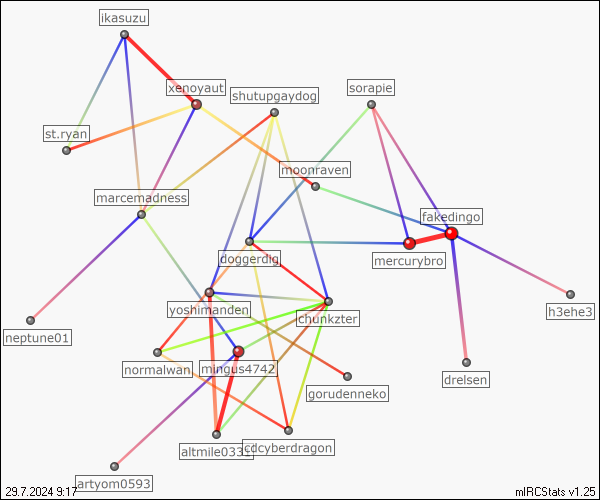 ikasuzu
xenoyaut
shutupgaydog
sorapie
st.ryan
moonraven
marcemadness
fakedingo
doggerdig
mercurybro
yoshimanden
chunkzter
h3ehe3
neptune01
normalwan
mingus4742
gorudenneko
drelsen
altmile0331
cdcyberdragon
artyom0593
29.7.2024 9:17
mIRCStats v1.25